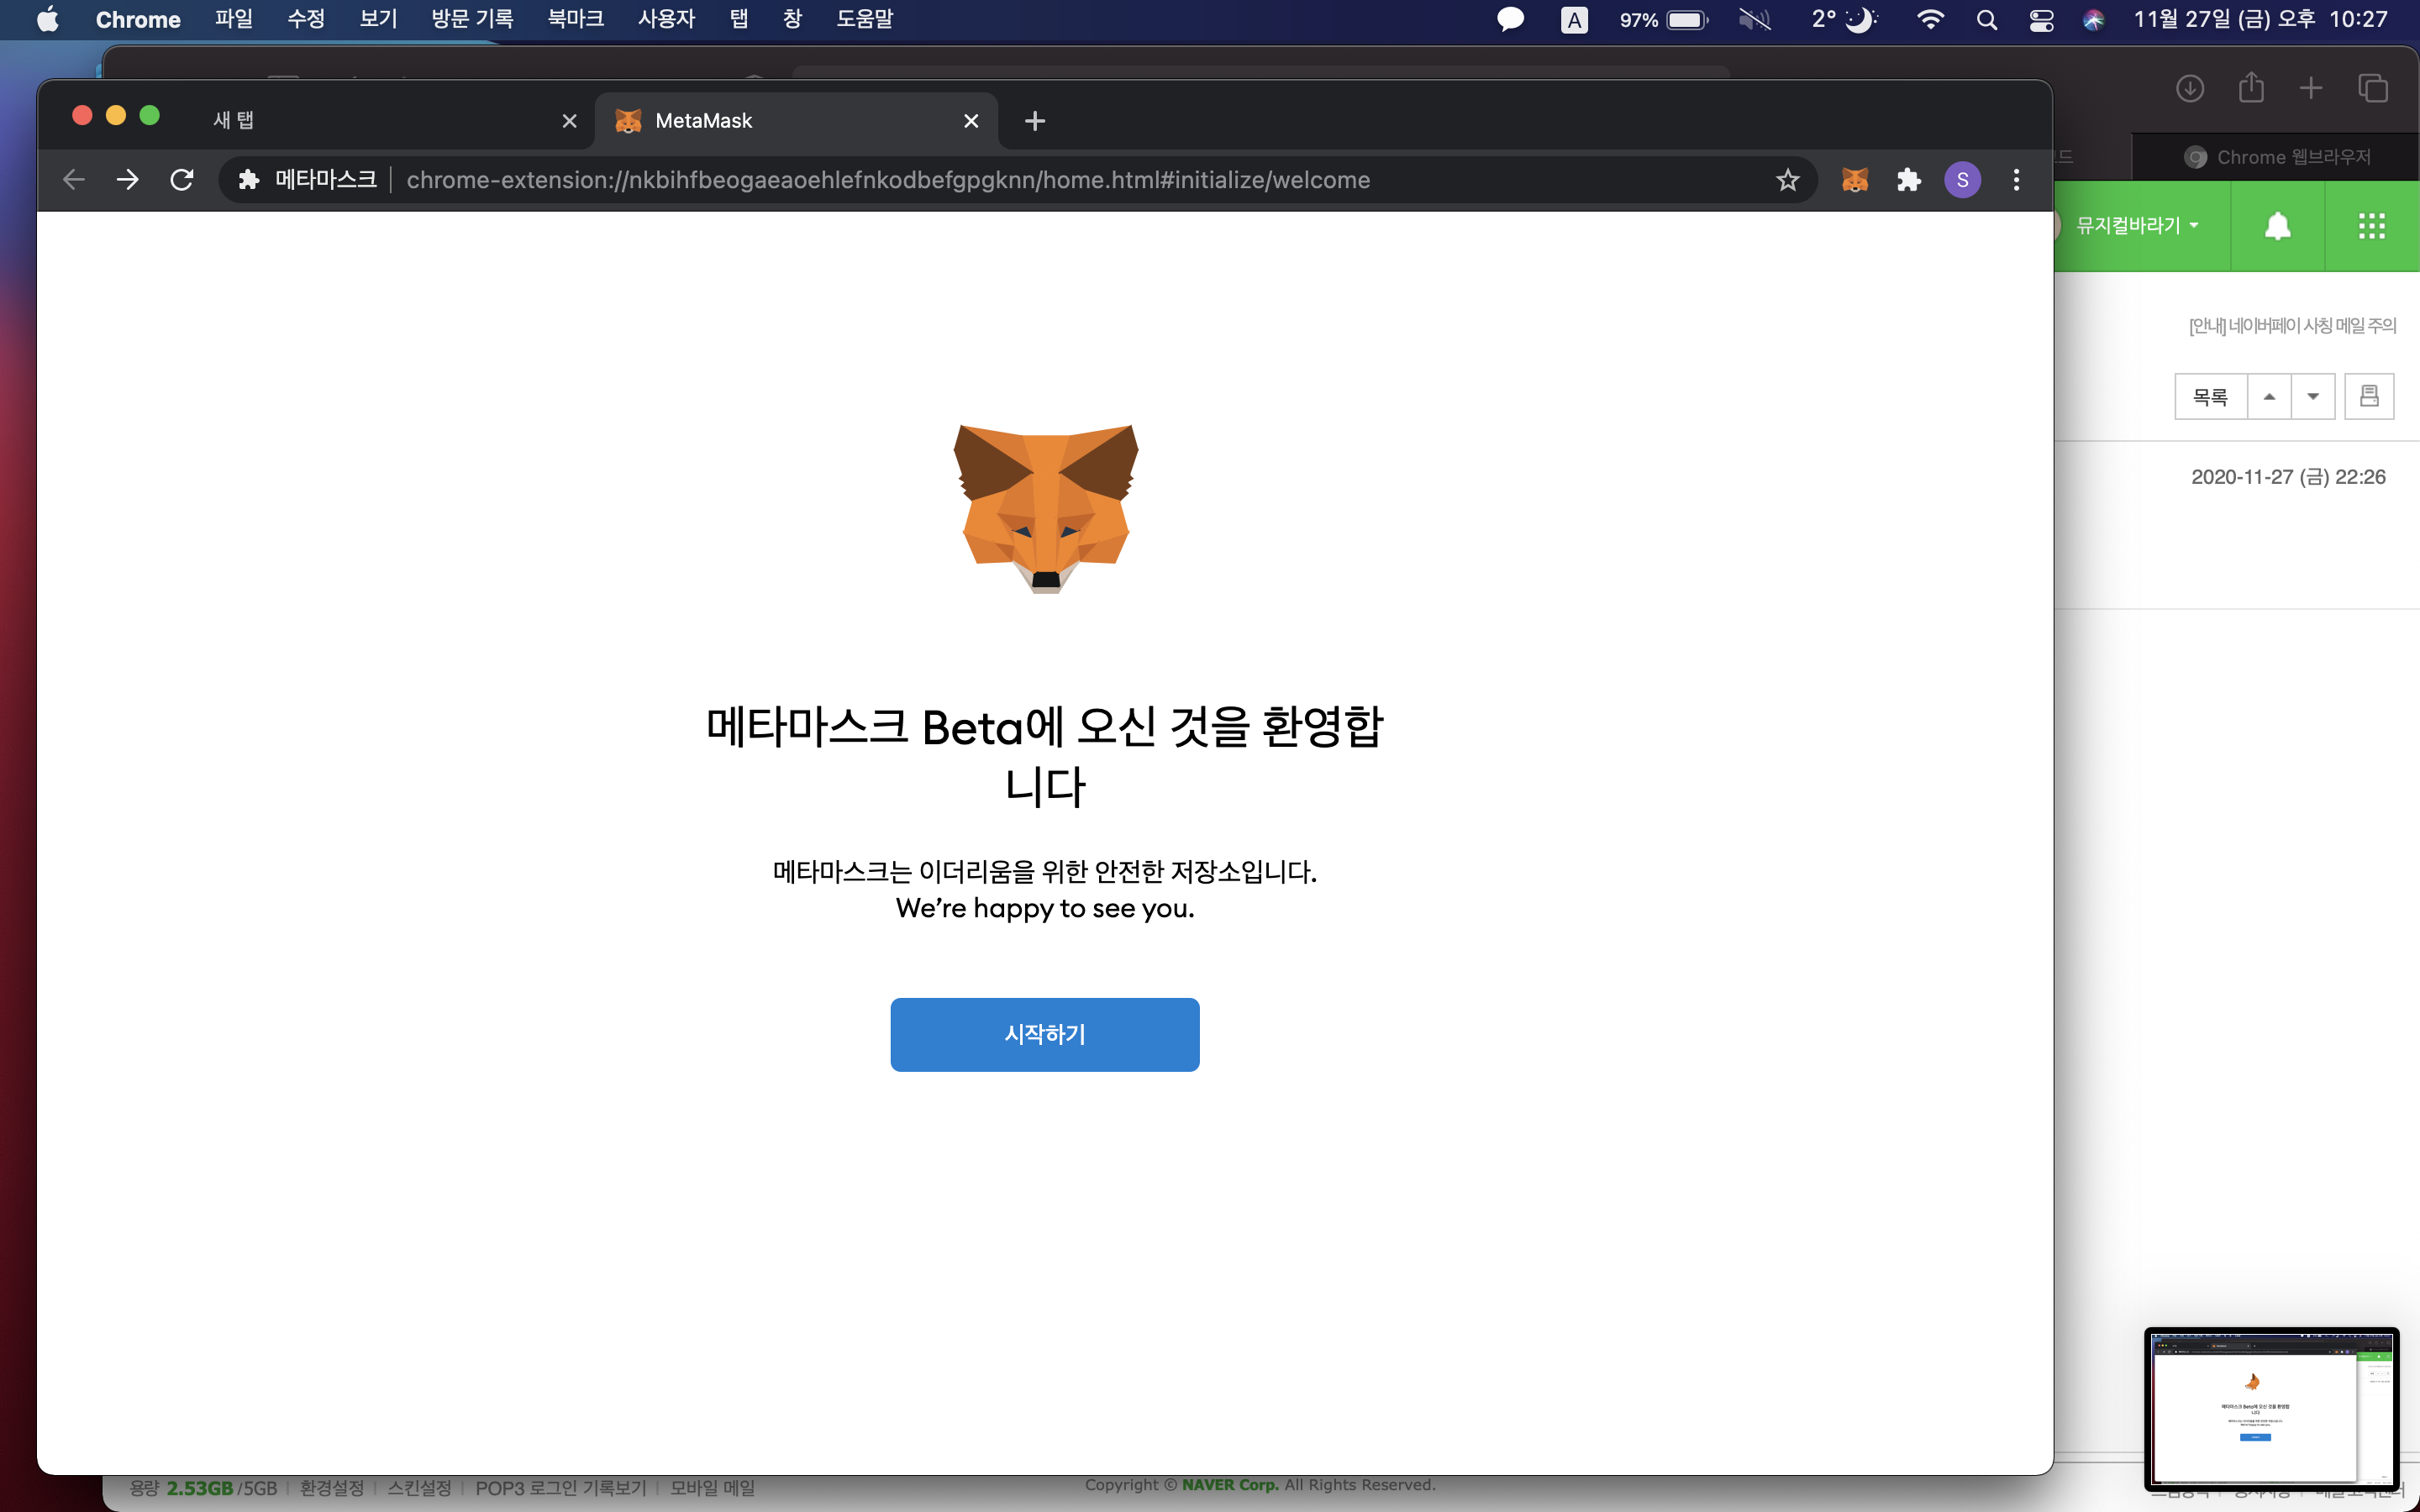 Chrome 파일 수정 보기 방문 기록 북마크 사용자 탭 창 도움말 A 97% 2° 11월 27일 (금) 오후 10:27
새 탭 MetaMask
메타마스크 chrome-extension://nkbihfbeogaeaoehlefnkodbefgpgknn/home.html#initialize/welcome S
Chrome 웹브라우저
뮤지컬바라기
[안내] 네이버페이 사칭 메일 주의
목록
2020-11-27 (금) 22:26
메타마스크 Beta에 오신 것을 환영합
니다
메타마스크는 이더리움을 위한 안전한 저장소입니다.
We're happy to see you.
시작하기
용량 2.53GB/5GB 환경설정 스킨설정 POP3 로그인 기록보기 모바일 메일 Copyright © NAVER Corp. All Rights Reserved.